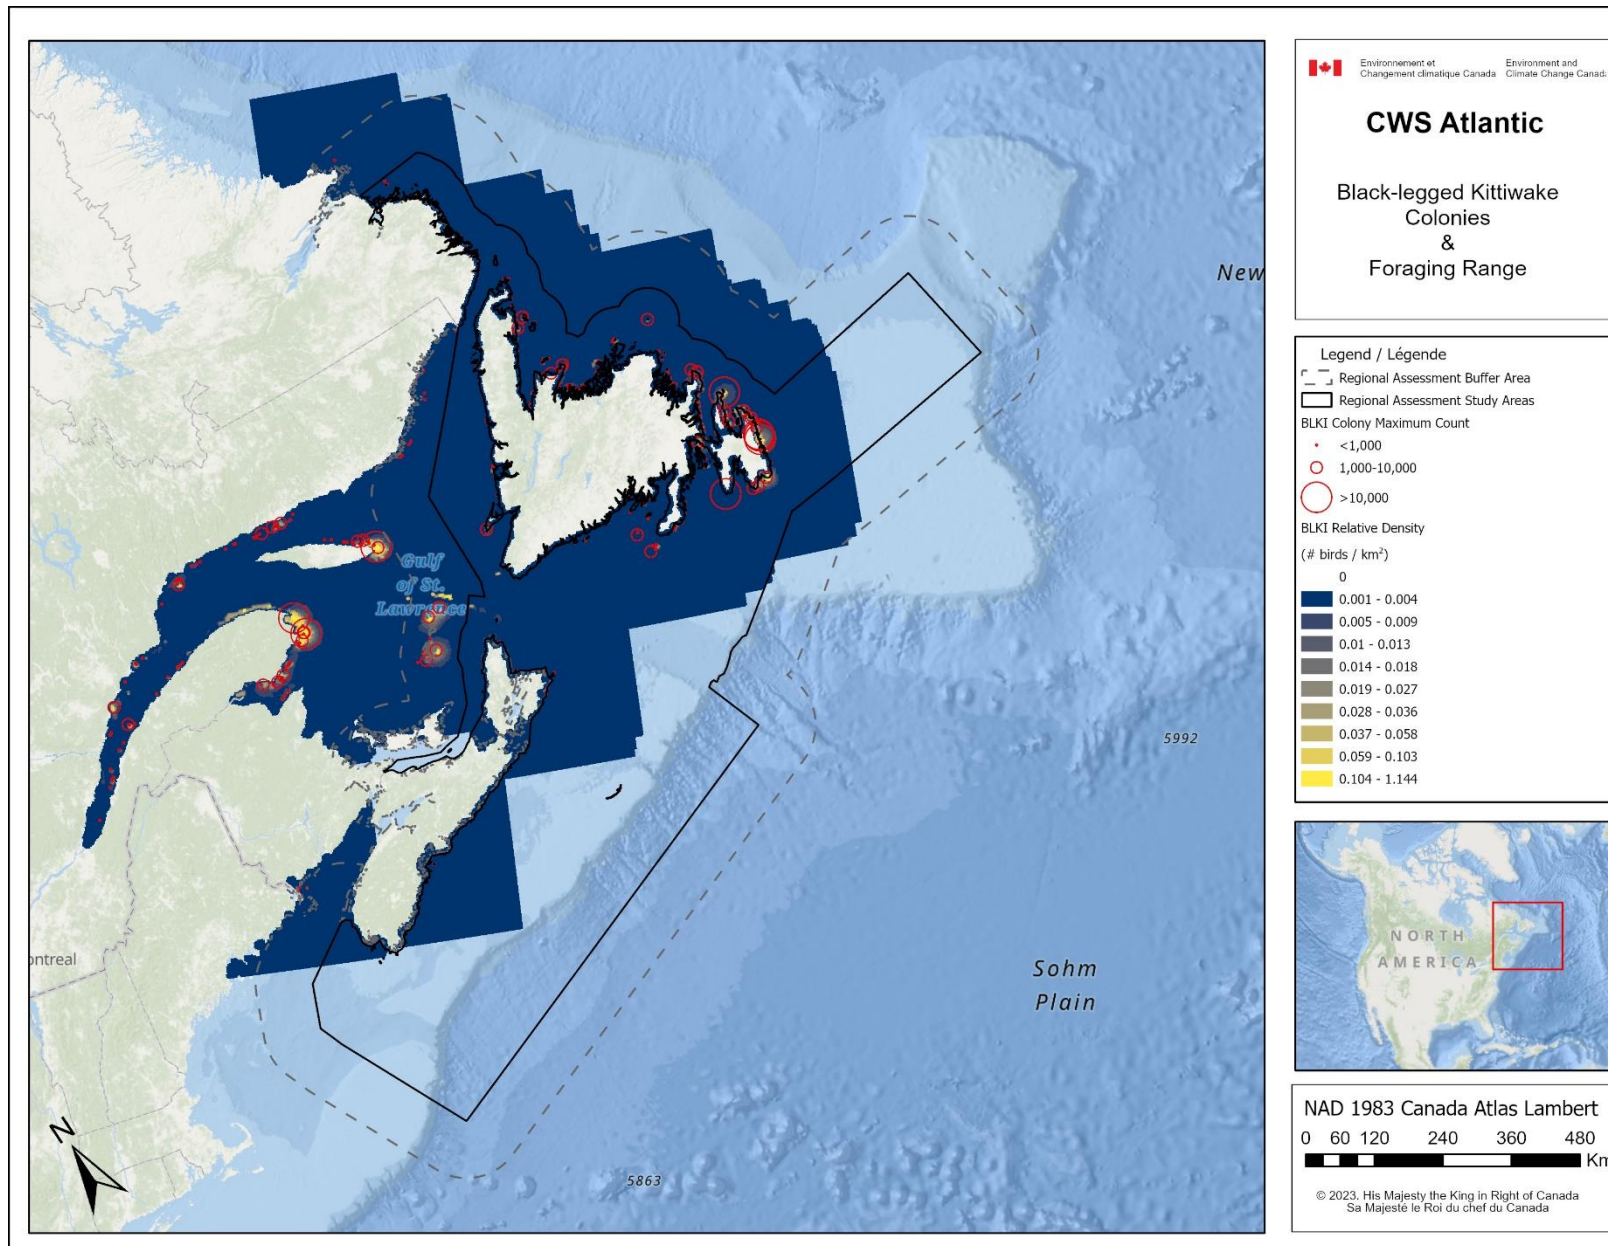 New
Gulf
of St.
Lawrence
5992
Sohm
Plain
ontreal
5863
N
Environnement et
Changement climatique Canada
Environment and
Climate Change Canad
CWS Atlantic
Black-legged Kittiwake
Colonies
&
Foraging Range
Legend / Légende
Regional Assessment Buffer Area
Regional Assessment Study Areas
BLKI Colony Maximum Count
<1,000
1,000-10,000
>10,000
BLKI Relative Density
(# birds / km²)
0
0.001 - 0.004
0.005 - 0.009
0.01 - 0.013
0.014 - 0.018
0.019 - 0.027
0.028 - 0.036
0.037 - 0.058
0.059 - 0.103
0.104 - 1.144
NORTH
AMERICA
NAD 1983 Canada Atlas Lambert
0 60 120 240 360 480
Km
© 2023. His Majesty the King in Right of Canada
Sa Majesté le Roi du chef du Canada